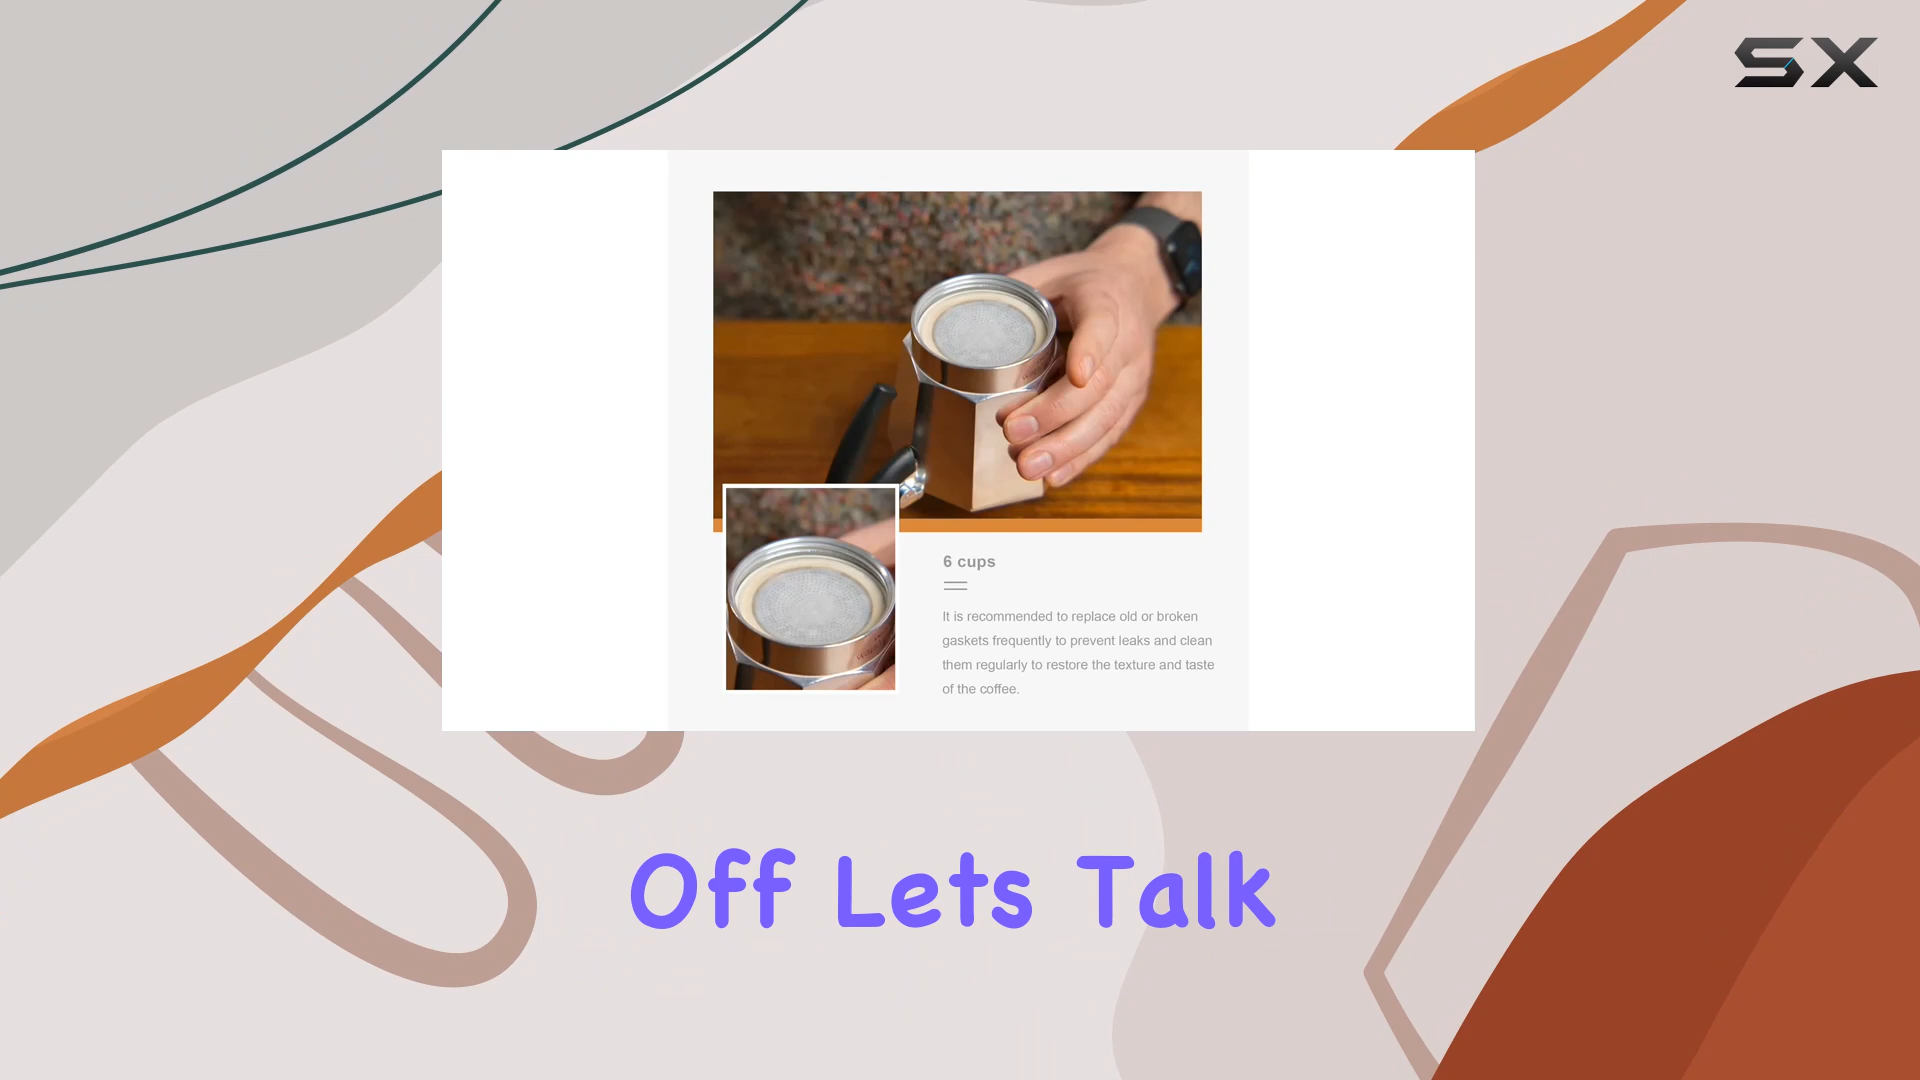 SX
6 cups
It is recommended to replace old or broken
gaskets frequently to prevent leaks and clean
them regularly to restore the texture and taste
of the coffee.
Off Lets Talk